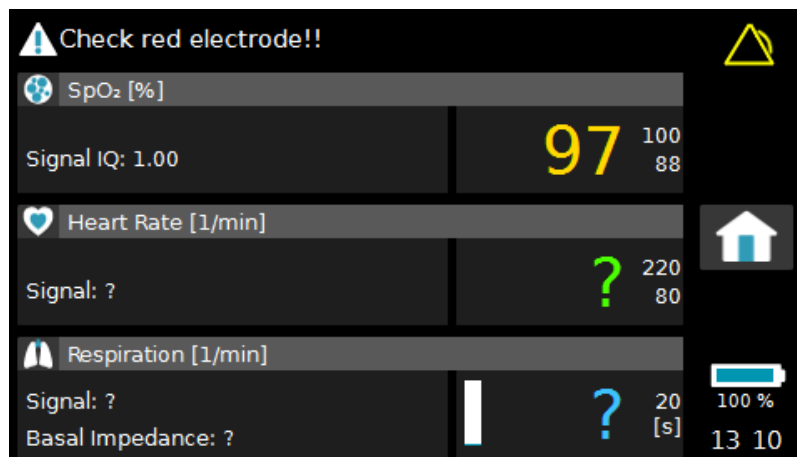 Check red electrode!!
SpO₂ [%]
Signal IQ: 1.00
97
100
88
Heart Rate [1/min]
Signal: ?
?
220
80
Respiration [1/min]
Signal: ?
Basal Impedance: ?
?
20
[s]
100 %
13 10